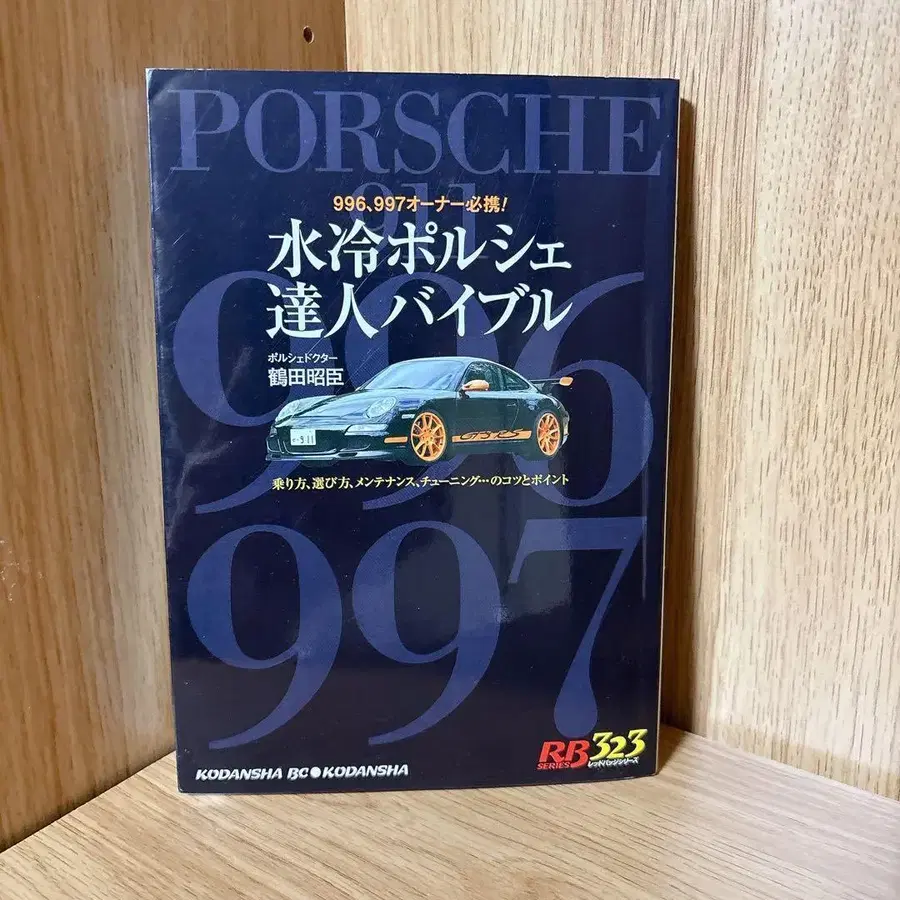 PORSCHE
911
996、997オーナー必携!
水冷ポルシェ
達人バイブル
996
ポルシェドクター
鶴田昭臣
911
GT3 RS
乗り方、選び方、メンテナンス、チューニング…のコツとポイント
997
KODANSHA BC KODANSHA
RB 323
SERIES レッドバッジシリーズ